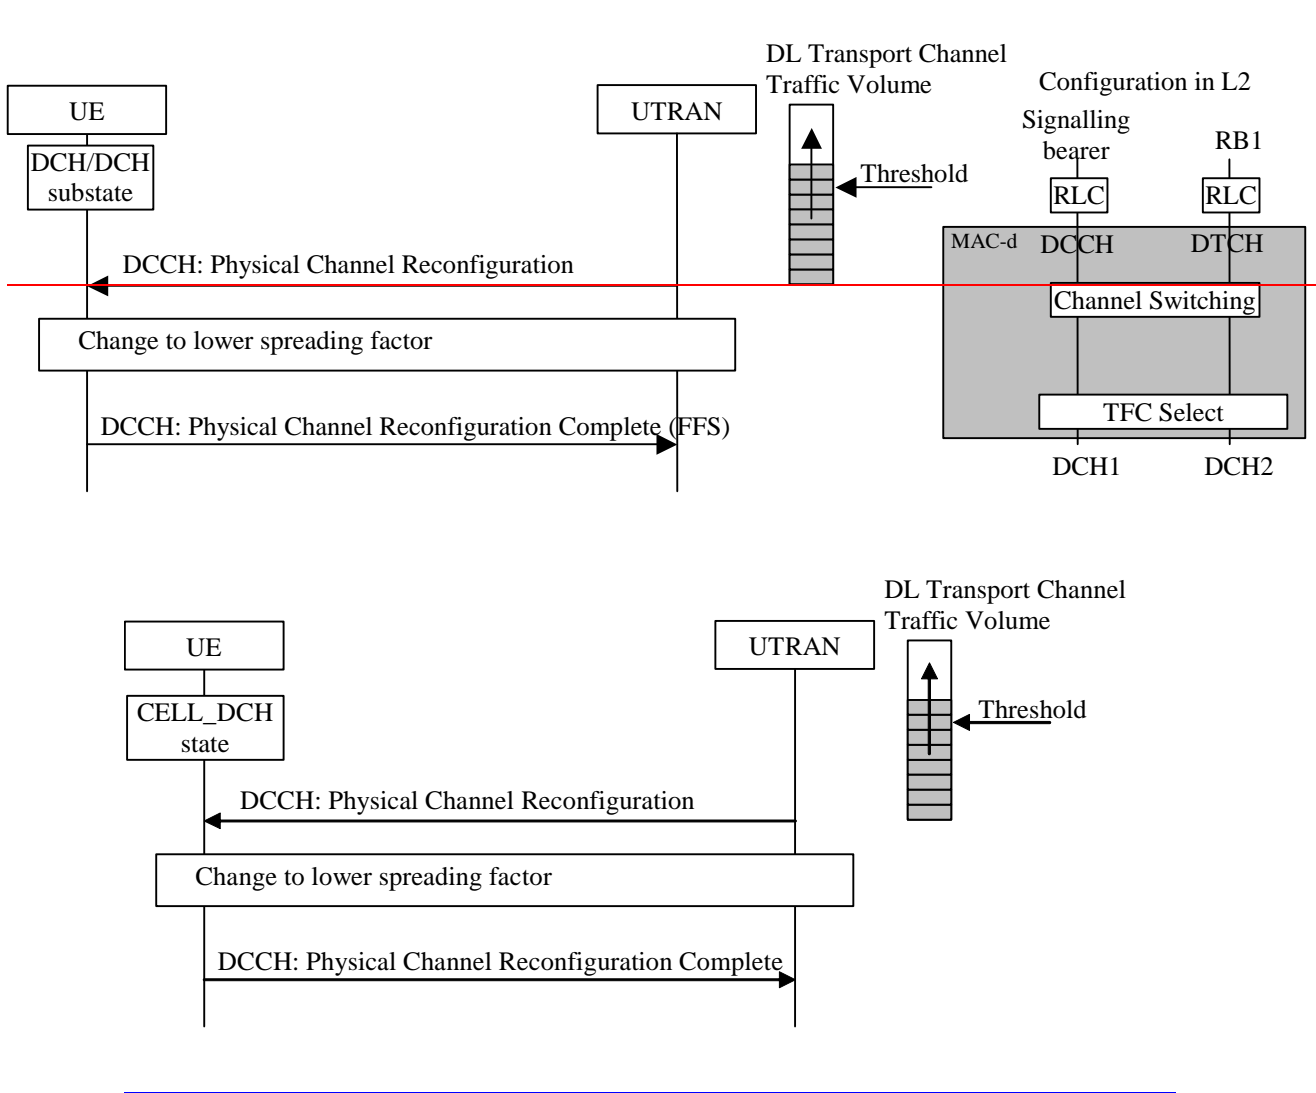 DL Transport Channel
Traffic Volume
Configuration in L2
UE
UTRAN
Signalling
bearer
RB1
DCH/DCH
substate
Threshold
RLC
RLC
MAC-d
DCCH
DTCH
DCCH: Physical Channel Reconfiguration
Channel Switching
Change to lower spreading factor
TFC Select
DCCH: Physical Channel Reconfiguration Complete (FFS)
DCH1
DCH2
DL Transport Channel
Traffic Volume
UE
UTRAN
CELL_DCH
state
Threshold
DCCH: Physical Channel Reconfiguration
Change to lower spreading factor
DCCH: Physical Channel Reconfiguration Complete